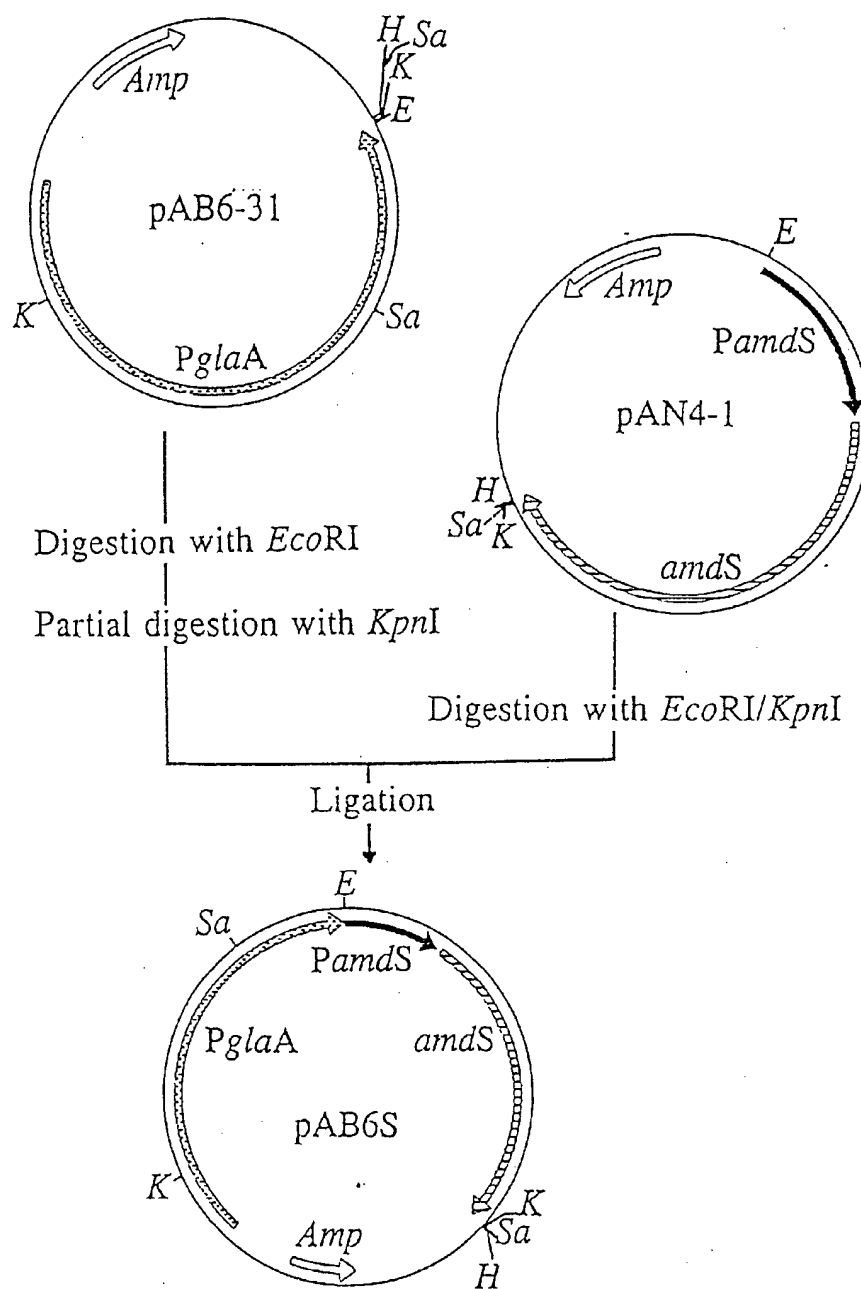 H
Sa
K
E
Amp
pAB6-31
K
Sa
PglaA
E
Amp
PamdS
pAN4-1
H
Sa
K
amdS
Digestion with EcoRI
Partial digestion with KpnI
Digestion with EcoRI/KpnI
Ligation
E
Sa
PamdS
PglaA
amdS
pAB6S
K
K
Sa
Amp
H